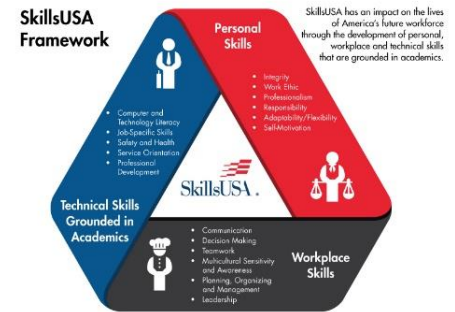 SkillsUSA
Framework
SkillsUSA has an impact on the lives
of America's future workforce
through the development of personal,
workplace and technical skills
that are grounded in academics.
Personal
Skills
• Integrity
• Work Ethic
• Professionalism
• Responsibility
• Adaptability/Flexibility
• Self-Motivation
• Computer and
Technology Literacy
• Job-Specific Skills
• Safety and Health
• Service Orientation
• Professional
Development
SkillsUSA.
Technical Skills
Grounded in
Academics
• Communication
• Decision Making
• Teamwork
• Multicultural Sensitivity
and Awareness
• Planning, Organizing
and Management
• Leadership
Workplace
Skills